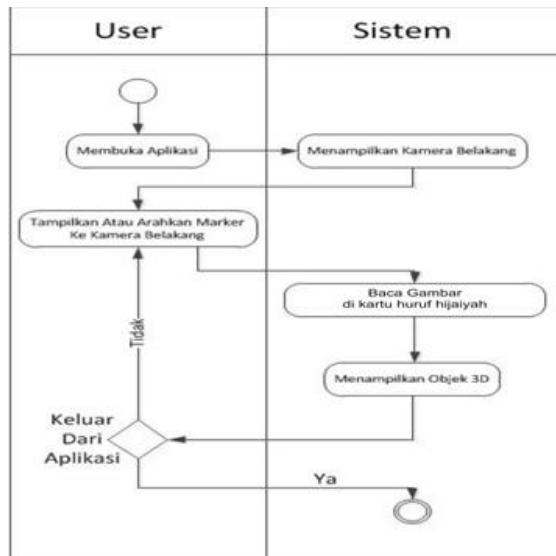 User
Sistem
Membuka Aplikasi
Menampilkan Kamera Belakang
Tampilkan Atau Arahkan Marker
Ke Kamera Belakang
Baca Gambar
di kartu huruf hijaiyah
Menampilkan Objek 3D
Tidak
Keluar
Dari
Aplikasi
Ya